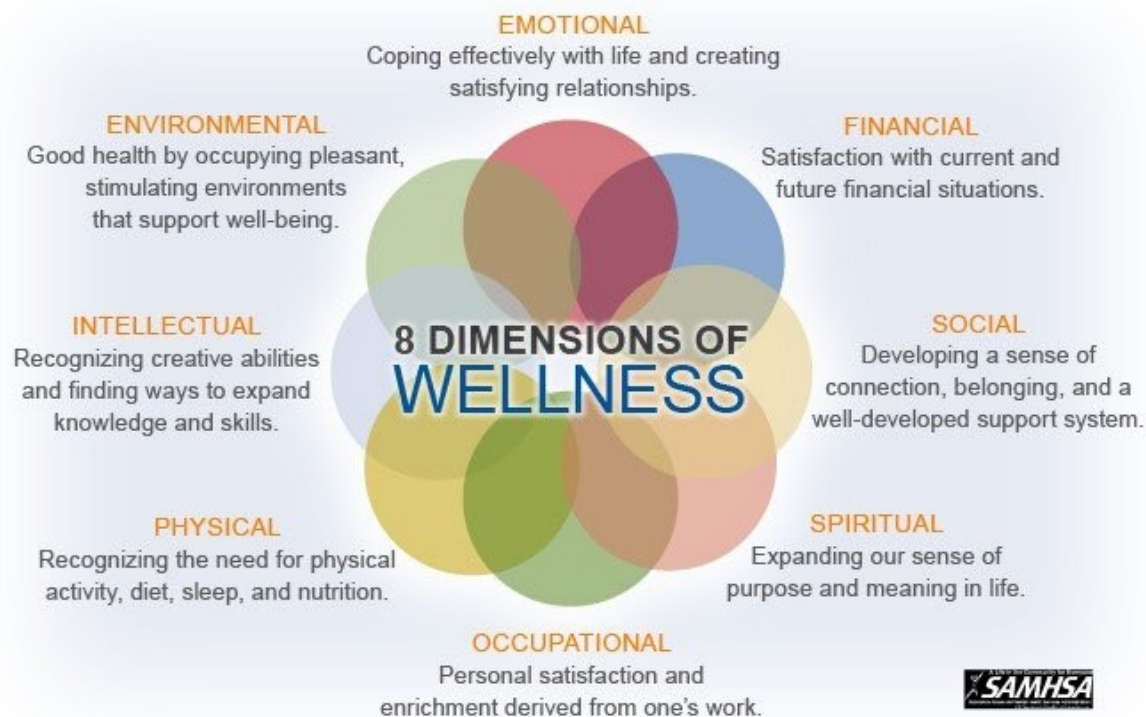 EMOTIONAL
Coping effectively with life and creating
satisfying relationships.
FINANCIAL
Satisfaction with current and
future financial situations.
SOCIAL
Developing a sense of
connection, belonging, and a
well-developed support system.
SPIRITUAL
Expanding our sense of
purpose and meaning in life.
OCCUPATIONAL
Personal satisfaction and
enrichment derived from one's work.
PHYSICAL
Recognizing the need for physical
activity, diet, sleep, and nutrition.
INTELLECTUAL
Recognizing creative abilities
and finding ways to expand
knowledge and skills.
ENVIRONMENTAL
Good health by occupying pleasant,
stimulating environments
that support well-being.
8 DIMENSIONS OF
WELLNESS
SAMHSA